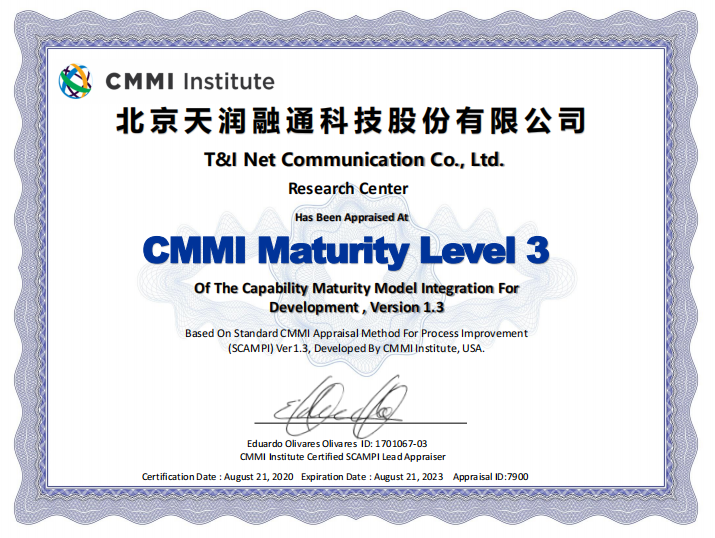 CMMI Institute
北京天润融通科技股份有限公司
T&I Net Communication Co., Ltd.
Research Center
Has Been Appraised At
CMMI Maturity Level 3
Of The Capability Maturity Model Integration For
Development , Version 1.3
Based On Standard CMMI Appraisal Method For Process Improvement
(SCAMPI) Ver1.3, Developed By CMMI Institute, USA.
Eduardo Olivares Olivares ID: 1701067-03
CMMI Institute Certified SCAMPI Lead Appraiser
Certification Date : August 21, 2020 Expiration Date : August 21, 2023 Appraisal ID:7900